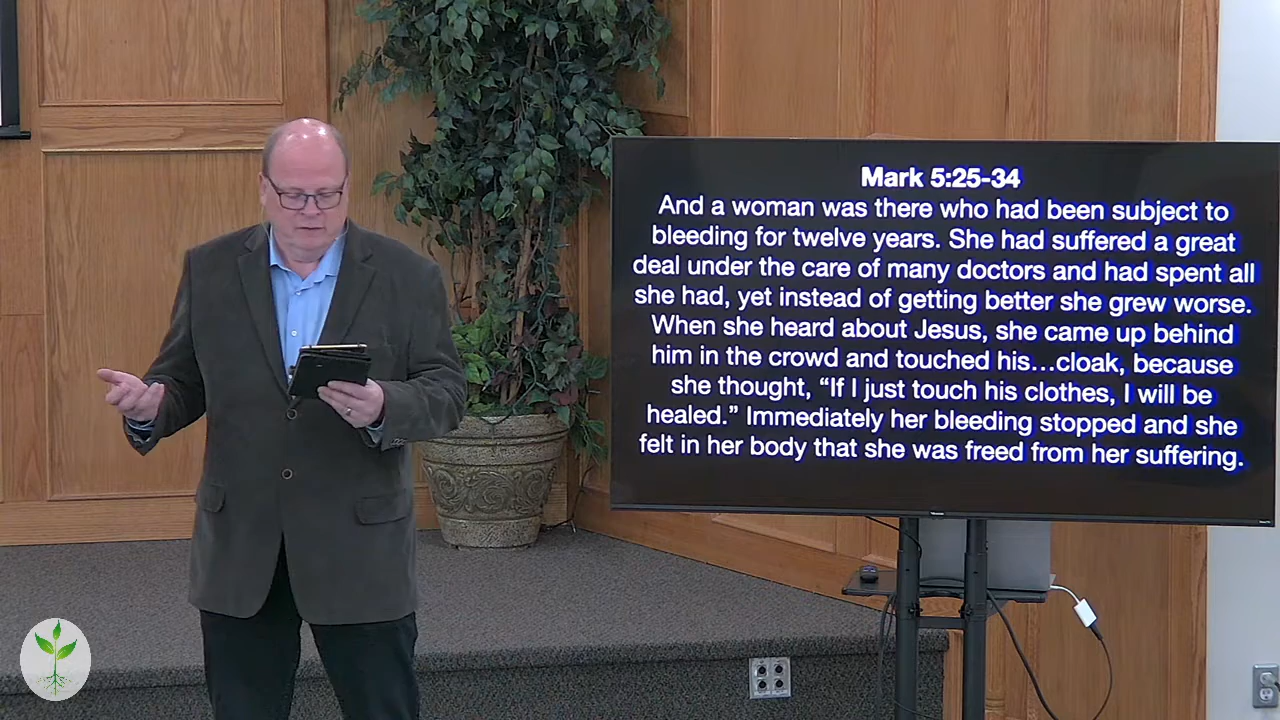 Mark 5:25-34
And a woman was there who had been subject to
bleeding for twelve years. She had suffered a great
deal under the care of many doctors and had spent all
she had, yet instead of getting better she grew worse.
When she heard about Jesus, she came up behind
him in the crowd and touched his…cloak, because
she thought, “If I just touch his clothes, I will be
healed.” Immediately her bleeding stopped and she
felt in her body that she was freed from her suffering.